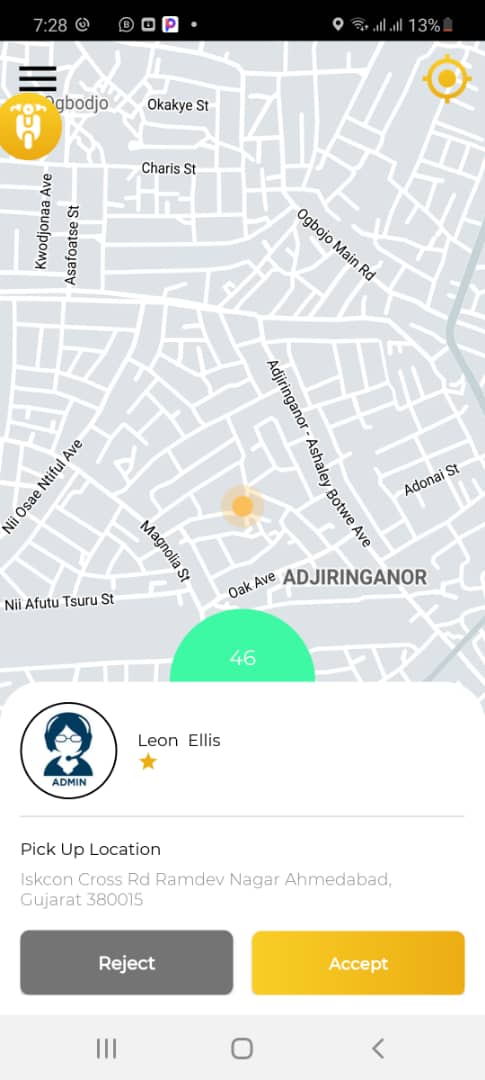 7:28
13%
Ogbodjo
Okakye St
Charis St
Kwodjonaa Ave
Asafoatse St
Ogbojo Main Rd
Adjiringanor - Ashaley Botwe Ave
Nii Osae Ntiful Ave
Adonai St
Magnolia St
Oak Ave
ADJIRINGANOR
Nii Afutu Tsuru St
46
ADMIN
Leon Ellis
Pick Up Location
Iskcon Cross Rd Ramdev Nagar Ahmedabad,
Gujarat 380015
Reject
Accept